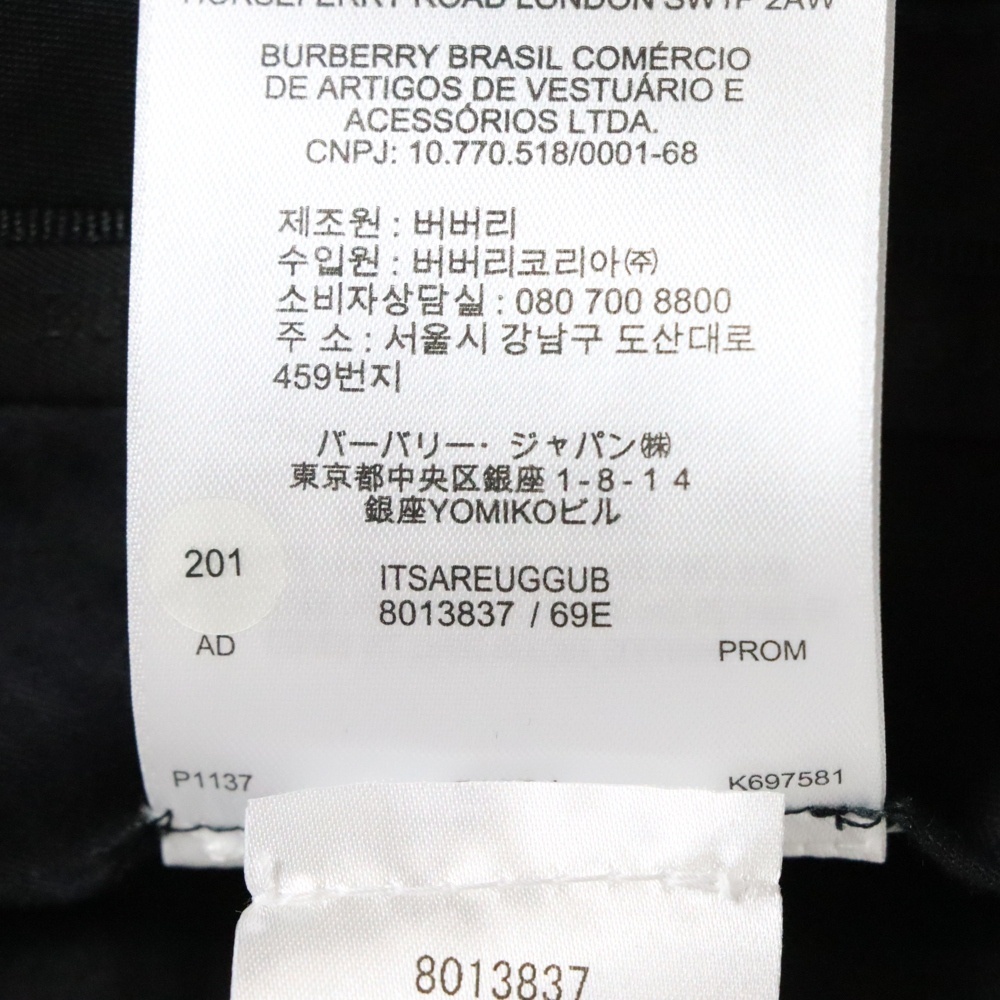 HORSEFERRY ROAD LONDON SW1P 2AW
BURBERRY BRASIL COMÉRCIO
DE ARTIGOS DE VESTUÁRIO E
ACESSÓRIOS LTDA.
CNPJ: 10.770.518/0001-68
제조원 : 버버리
수입원 : 버버리코리아㈜
소비자상담실 : 080 700 8800
주 소 : 서울시 강남구 도산대로
459번지
バーバリー・ジャパン㈱
東京都中央区銀座 1-8-14
銀座YOMIKOビル
201
ITSAREUGGUB
8013837 / 69E
AD
PROM
P1137
K697581
8013837